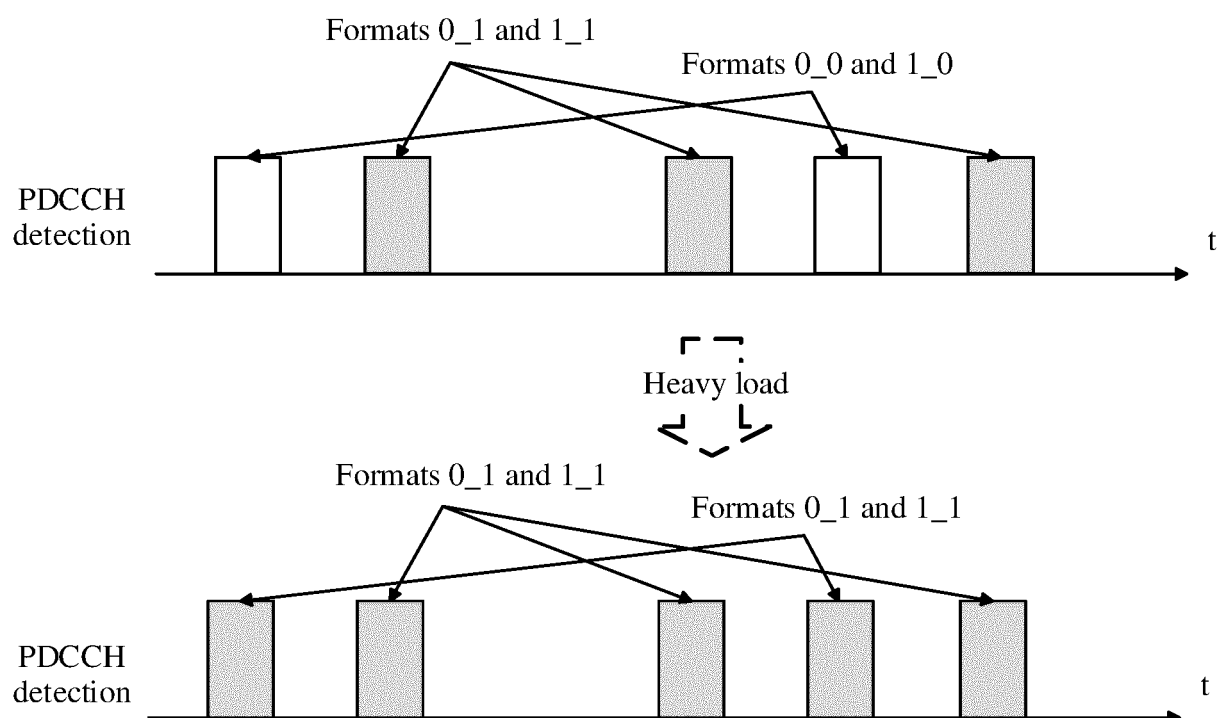 Formats 0_1 and 1_1
Formats 0_0 and 1_0
PDCCH
detection
t
Heavy load
Formats 0_1 and 1_1
Formats 0_1 and 1_1
PDCCH
detection
t